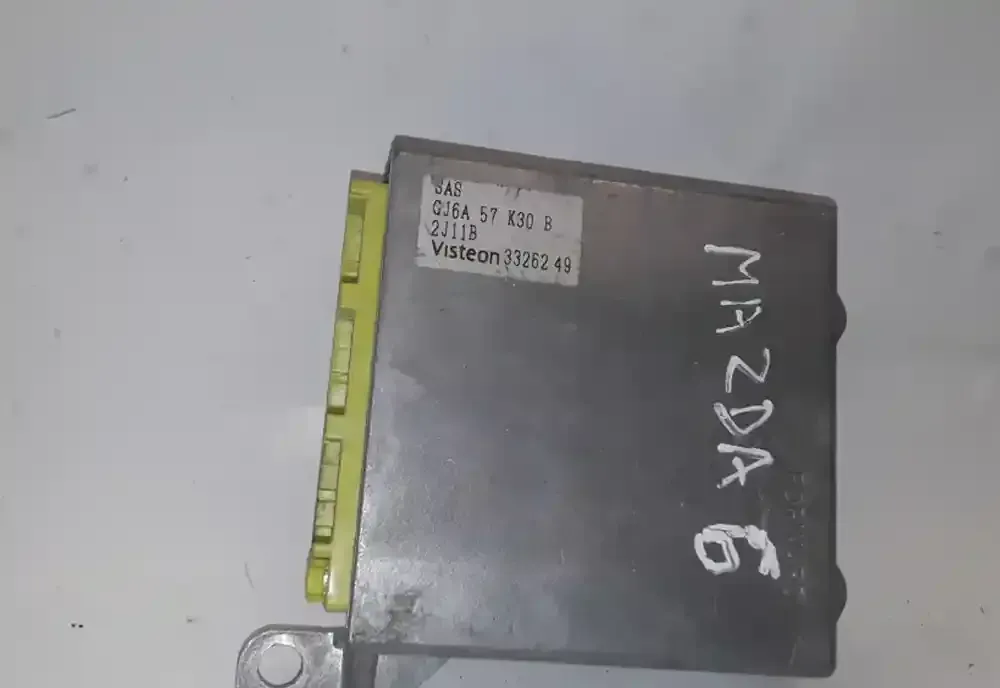 SAS
GJ6A 57 K30 B
2J11B
Visteon 33262 49
MAZDA 6